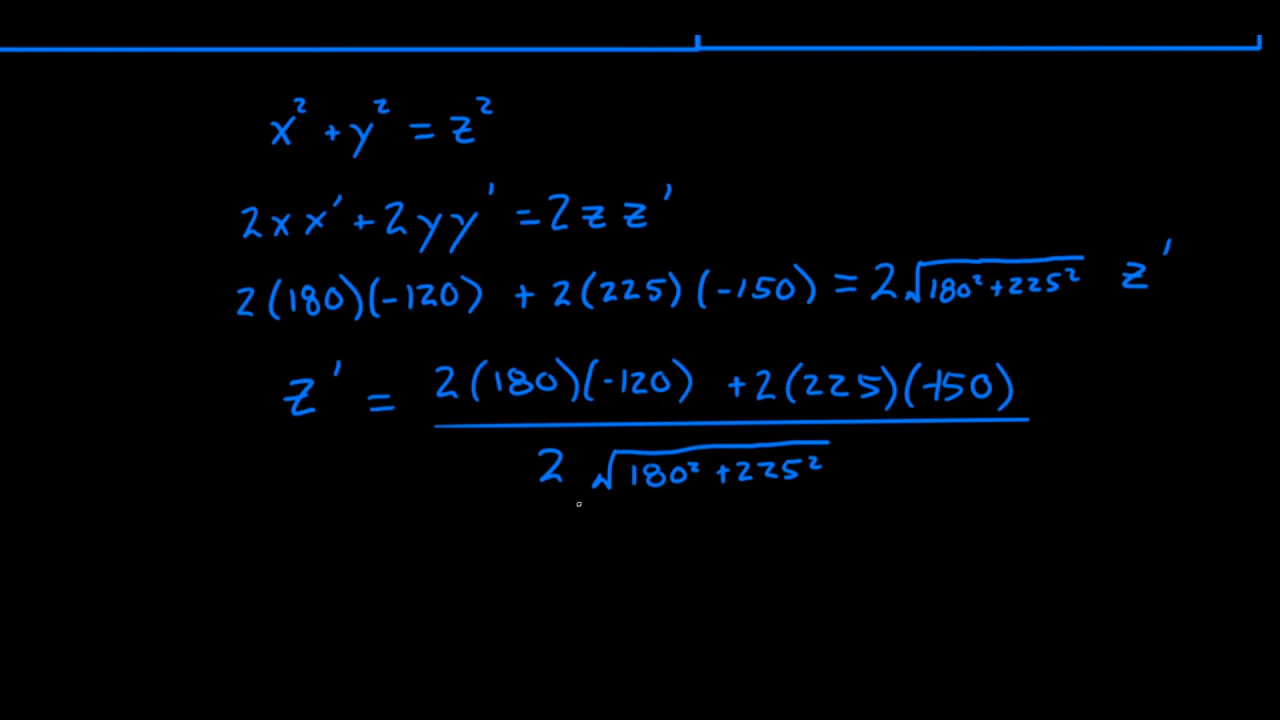 x² + y² = z²
2xx' + 2yy' = 2zz'
2(180)(-120) + 2(225)(-150) = 2√180²+225² z'
z' = 2(180)(-120) + 2(225)(-150)
2 √180²+225²